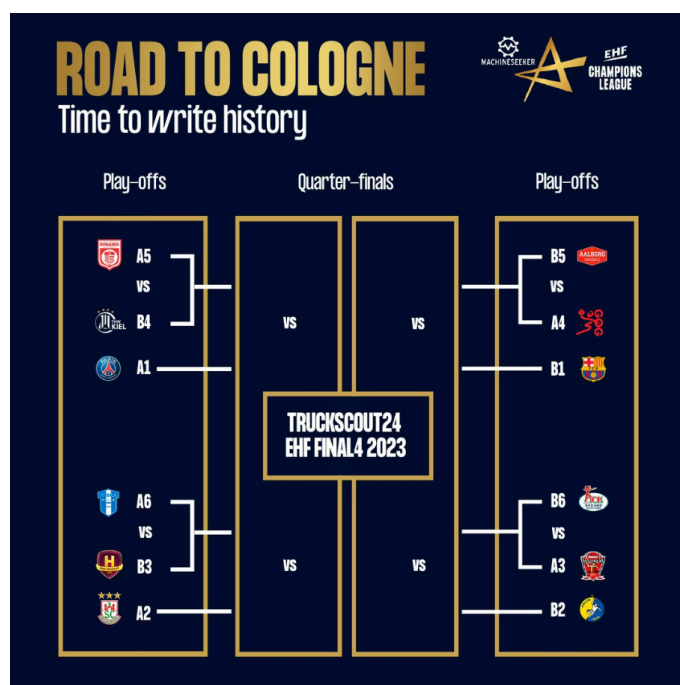 ROAD TO COLOGNE
Time to write history
MACHINESEEKER
EHF
CHAMPIONS
LEAGUE
Play-offs
Quarter-finals
Play-offs
A5
vs
KIEL B4
A1
vs
vs
B5 AALBORG
vs
A4 GOG
B1
TRUCKSCOUT24
EHF FINAL4 2023
A6
vs
B3
SC A2
vs
vs
B6
vs
A3
B2